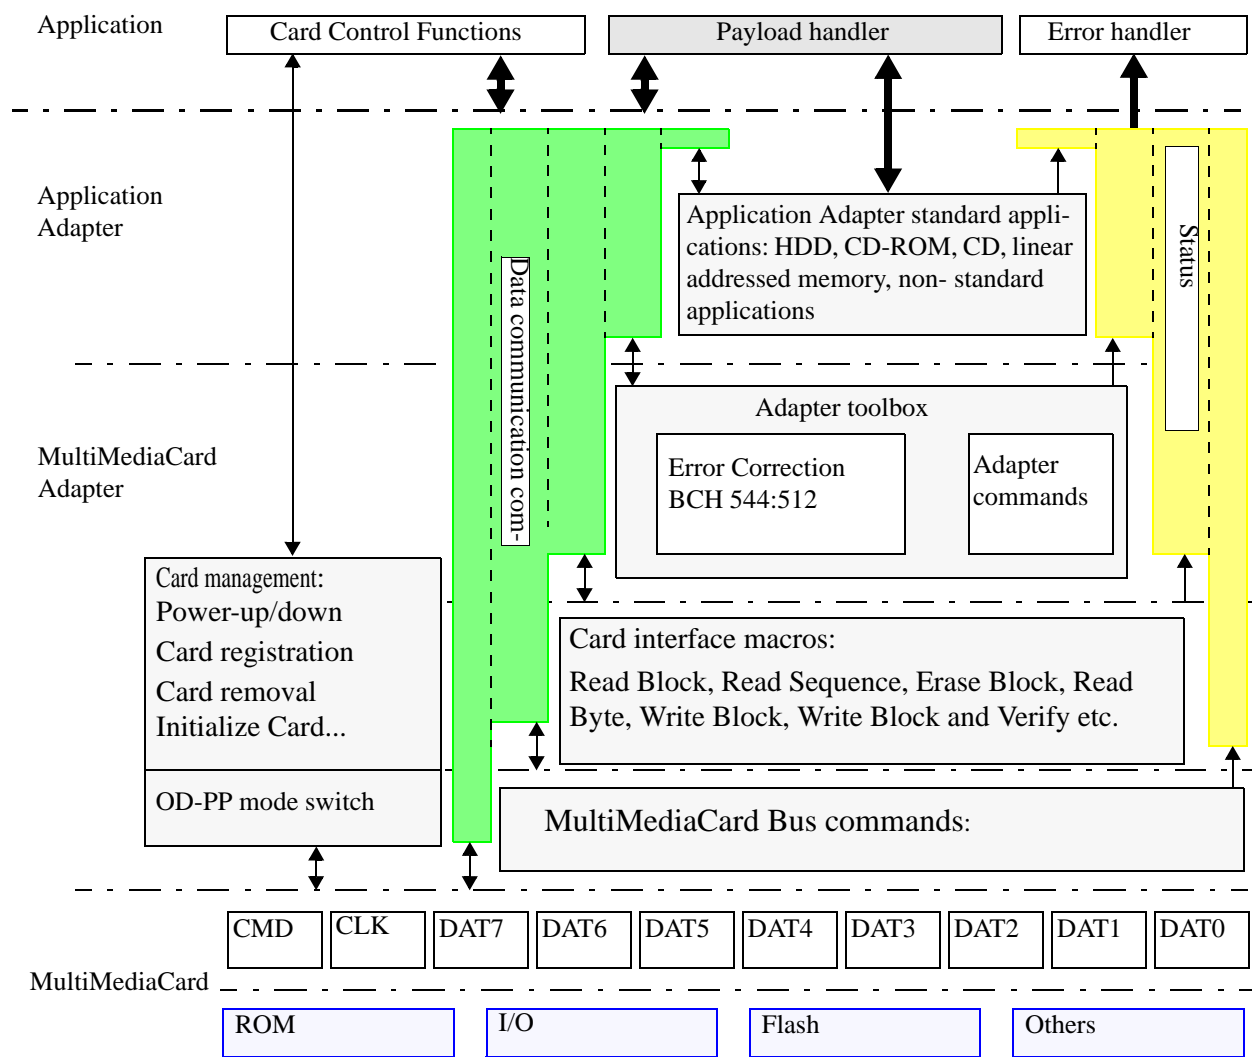 Application
Card Control Functions
Payload handler
Error handler
Application
Adapter
Application Adapter standard appli-
cations: HDD, CD-ROM, CD, linear
addressed memory, non- standard
applications
Status
Data communication com-
MultiMediaCard
Adapter
Adapter toolbox
Error Correction
BCH 544:512
Adapter
commands
Card management:
Power-up/down
Card registration
Card removal
Initialize Card...
OD-PP mode switch
Card interface macros:
Read Block, Read Sequence, Erase Block, Read
Byte, Write Block, Write Block and Verify etc.
MultiMediaCard Bus commands:
CMD
CLK
DAT7
DAT6
DAT5
DAT4
DAT3
DAT2
DAT1
DAT0
MultiMediaCard
ROM
I/O
Flash
Others